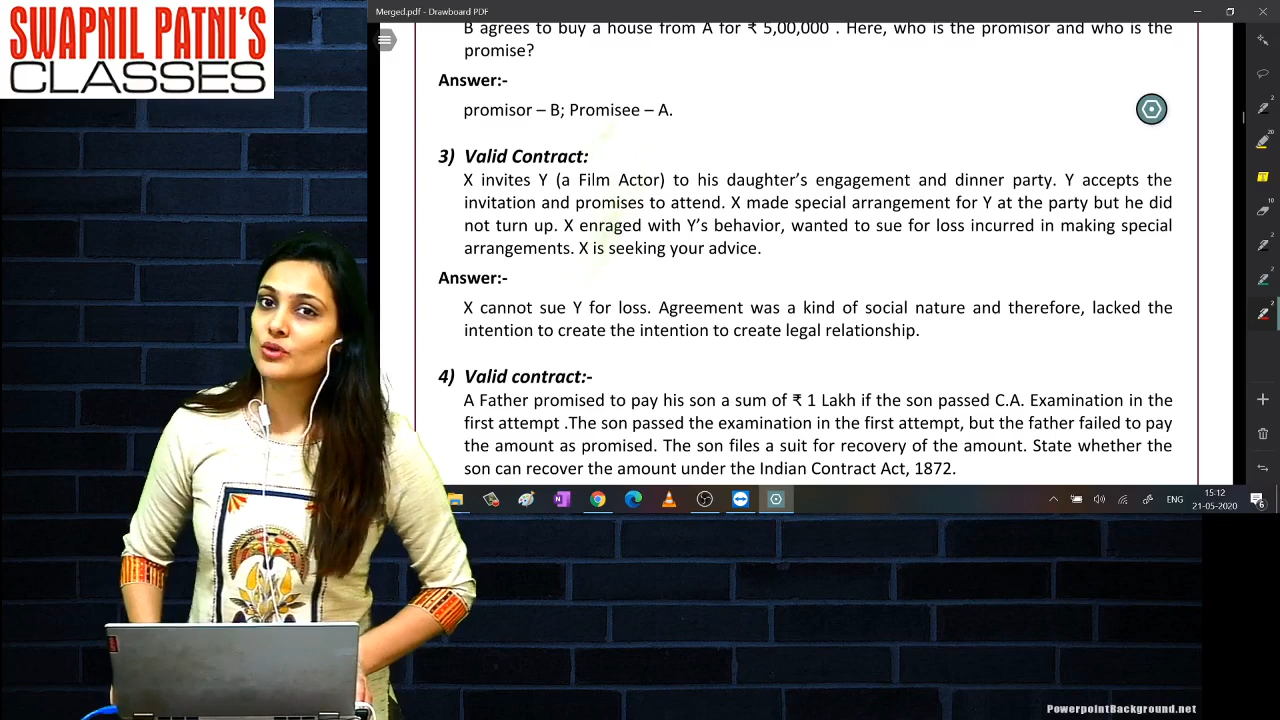 SWAPNIL PATNI'S
CLASSES
Merged.pdf - Drawboard PDF
B agrees to buy a house from A for ₹ 5,00,000 . Here, who is the promisor and who is the
promise?
Answer:-
promisor – B; Promisee – A.
3) Valid Contract:
X invites Y (a Film Actor) to his daughter's engagement and dinner party. Y accepts the
invitation and promises to attend. X made special arrangement for Y at the party but he did
not turn up. X enraged with Y's behavior, wanted to sue for loss incurred in making special
arrangements. X is seeking your advice.
Answer:-
X cannot sue Y for loss. Agreement was a kind of social nature and therefore, lacked the
intention to create the intention to create legal relationship.
4) Valid contract:-
A Father promised to pay his son a sum of ₹ 1 Lakh if the son passed C.A. Examination in the
first attempt .The son passed the examination in the first attempt, but the father failed to pay
the amount as promised. The son files a suit for recovery of the amount. State whether the
son can recover the amount under the Indian Contract Act, 1872.
ENG
15:12
21-05-2020
PowerpointBackground.net